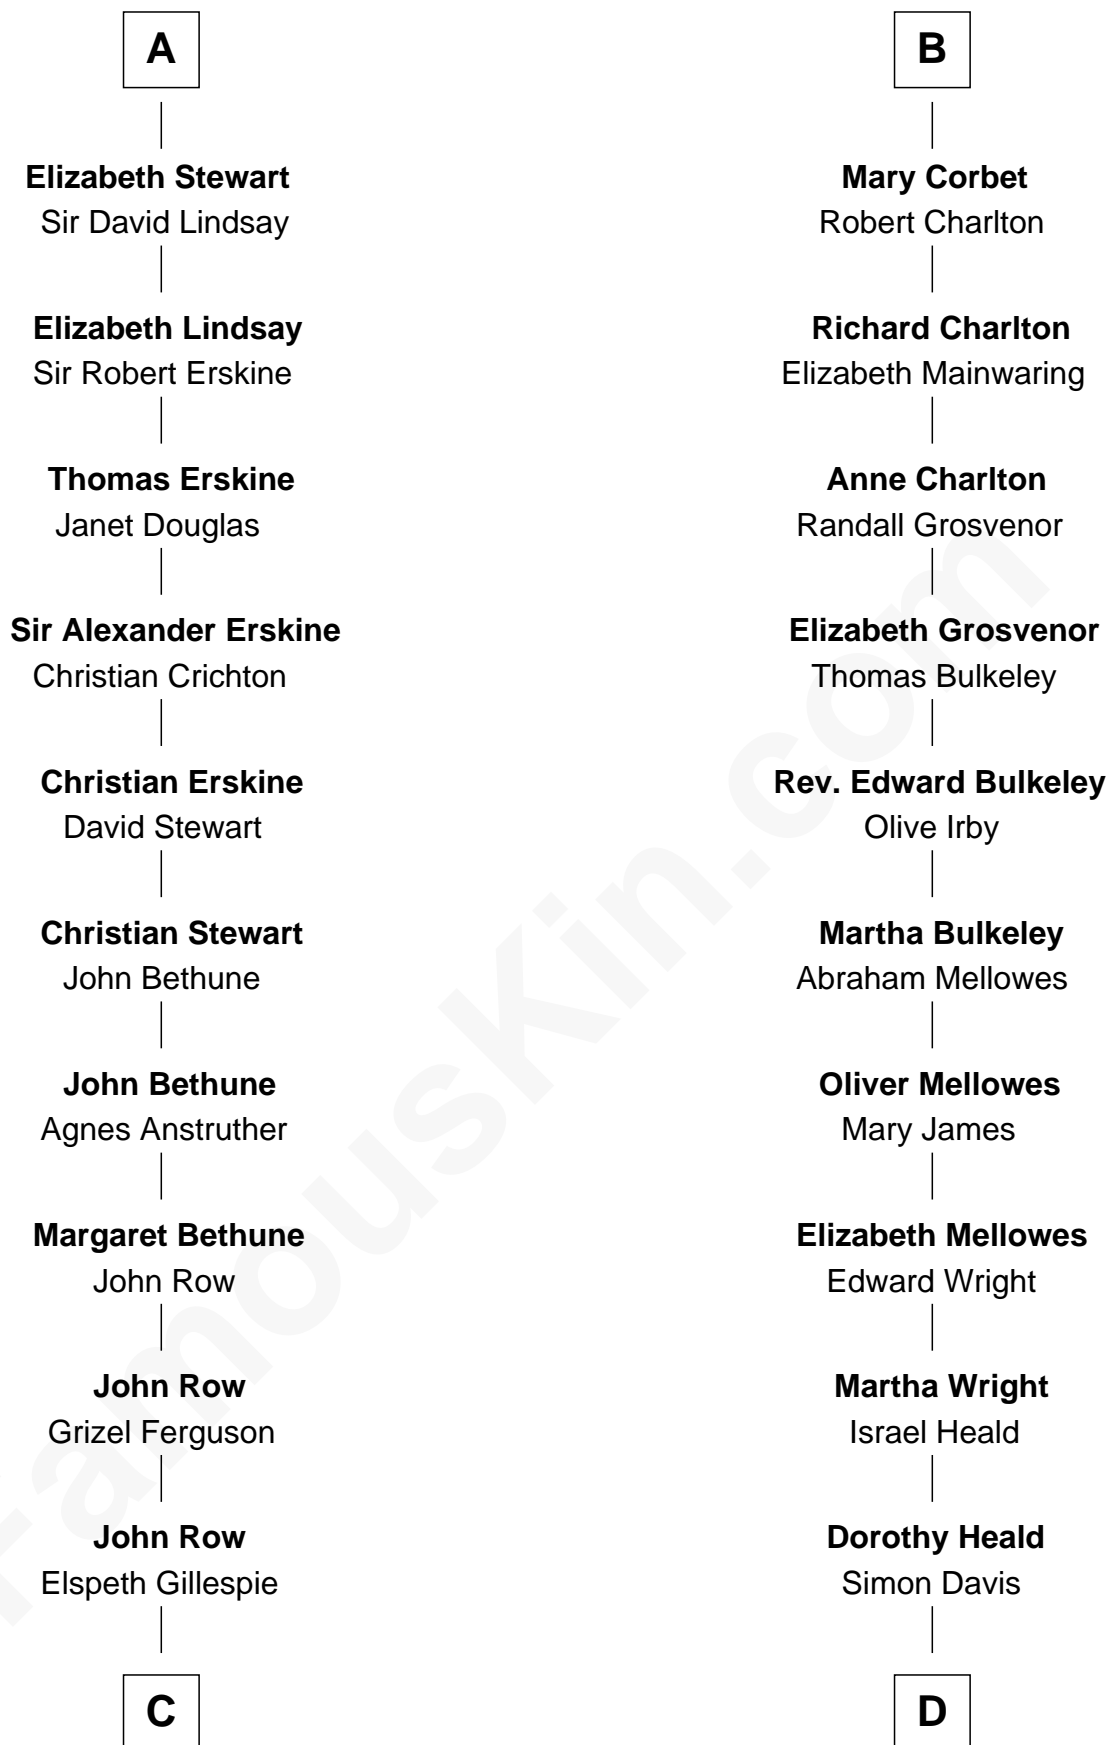 A
Elizabeth Stewart
Sir David Lindsay
Elizabeth Lindsay
Sir Robert Erskine
Thomas Erskine
Janet Douglas
Sir Alexander Erskine
Christian Crichton
Christian Erskine
David Stewart
Christian Stewart
John Bethune
John Bethune
Agnes Anstruther
Margaret Bethune
John Row
John Row
Grizel Ferguson
John Row
Elspeth Gillespie
C
B
Mary Corbet
Robert Charlton
Richard Charlton
Elizabeth Mainwaring
Anne Charlton
Randall Grosvenor
Elizabeth Grosvenor
Thomas Bulkeley
Rev. Edward Bulkeley
Olive Irby
Martha Bulkeley
Abraham Mellowes
Oliver Mellowes
Mary James
Elizabeth Mellowes
Edward Wright
Martha Wright
Israel Heald
Dorothy Heald
Simon Davis
D
FamousKin.com